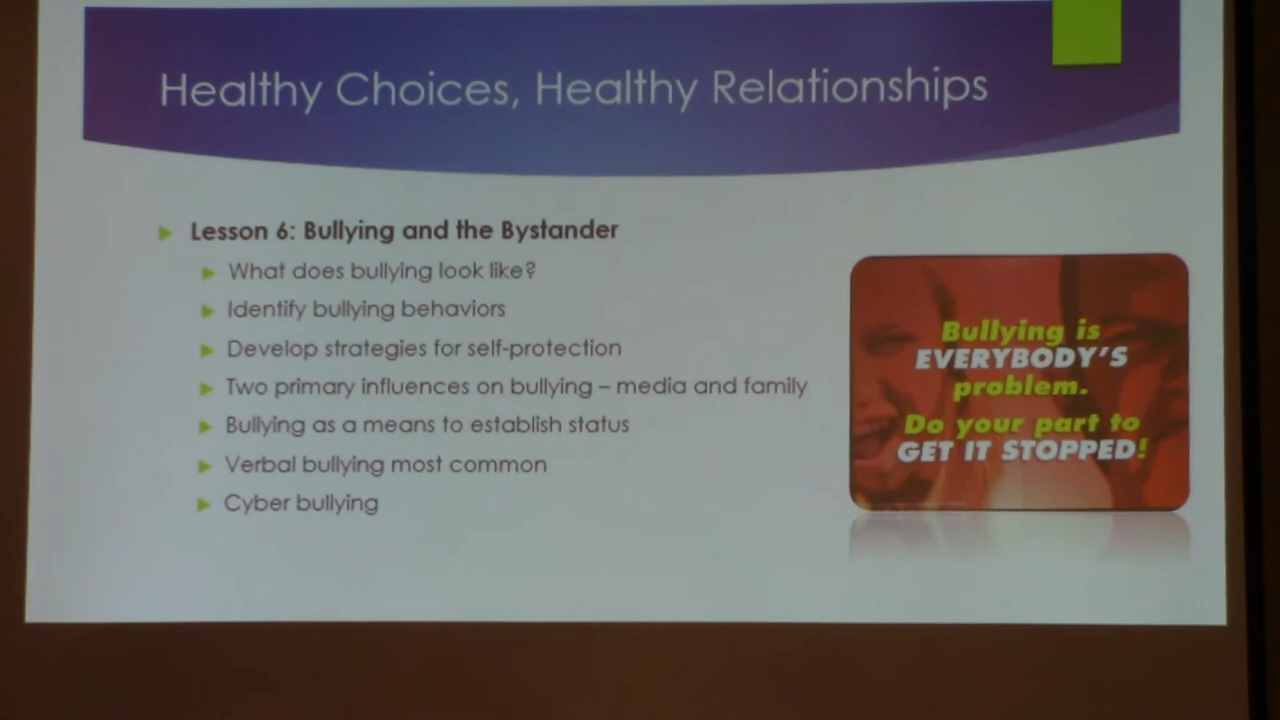 Healthy Choices, Healthy Relationships
Lesson 6: Bullying and the Bystander
What does bullying look like?
Identify bullying behaviors
Develop strategies for self-protection
Two primary influences on bullying – media and family
Bullying as a means to establish status
Verbal bullying most common
Cyber bullying
Bullying is
EVERYBODY'S
problem.
Do your part to
GET IT STOPPED!